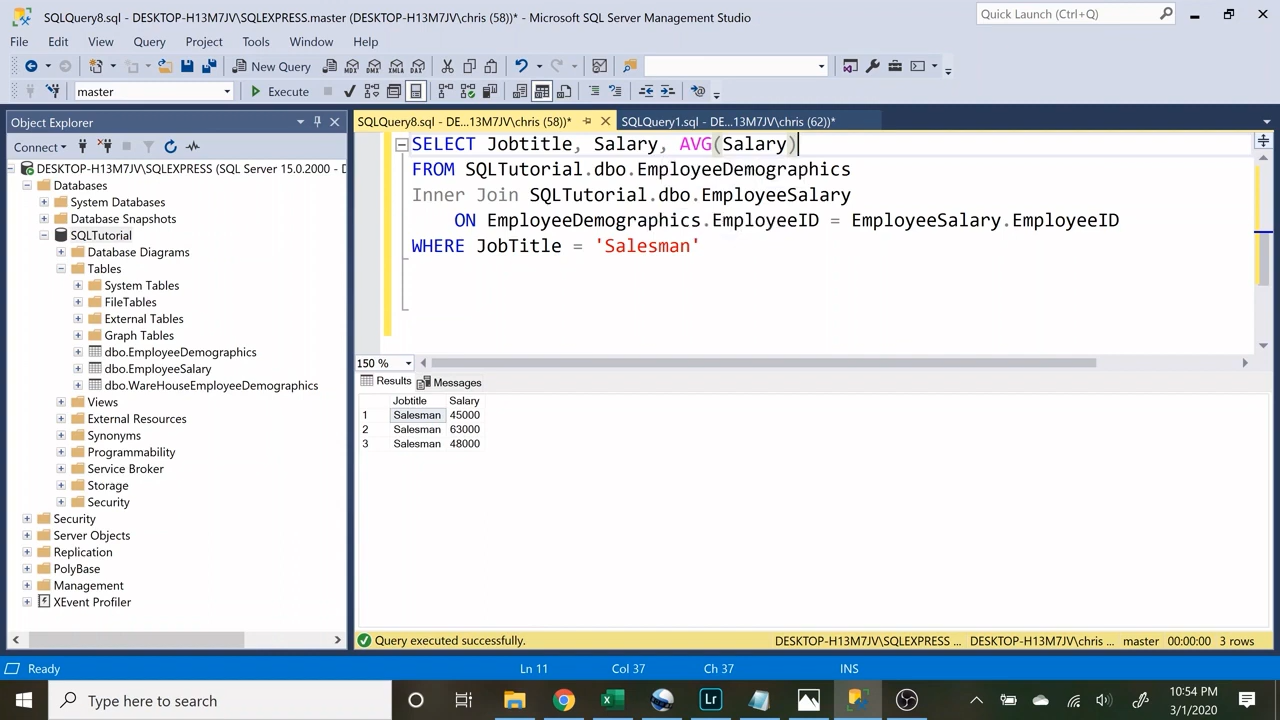 SQLQuery8.sql - DESKTOP-H13M7JV\SQLEXPRESS.master (DESKTOP-H13M7JV\chris (58))* - Microsoft SQL Server Management Studio
Quick Launch (Ctrl+Q)
File Edit View Query Project Tools Window Help
New Query MDX DMX XMLA DAX
master Execute
Object Explorer
SQLQuery8.sql - DE...13M7JV\chris (58))* SQLQuery1.sql - DE...13M7JV\chris (62))*
Connect
DESKTOP-H13M7JV\SQLEXPRESS (SQL Server 15.0.2000 - D
Databases
System Databases
Database Snapshots
SQLTutorial
Database Diagrams
Tables
System Tables
FileTables
External Tables
Graph Tables
dbo.EmployeeDemographics
dbo.EmployeeSalary
dbo.WareHouseEmployeeDemographics
Views
External Resources
Synonyms
Programmability
Service Broker
Storage
Security
Security
Server Objects
Replication
PolyBase
Management
XEvent Profiler
SELECT Jobtitle, Salary, AVG(Salary)
FROM SQLTutorial.dbo.EmployeeDemographics
Inner Join SQLTutorial.dbo.EmployeeSalary
ON EmployeeDemographics.EmployeeID = EmployeeSalary.EmployeeID
WHERE JobTitle = 'Salesman'
150 %
Results Messages
Jobtitle Salary
1 Salesman 45000
2 Salesman 63000
3 Salesman 48000
Query executed successfully. DESKTOP-H13M7JV\SQLEXPRESS ... DESKTOP-H13M7JV\chris ... master 00:00:00 3 rows
Ready Ln 11 Col 37 Ch 37 INS
Type here to search
Lr
10:54 PM
3/1/2020